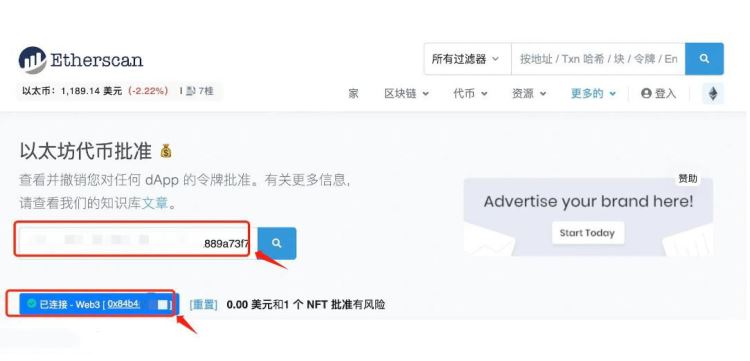 Etherscan
所有过滤器
按地址 / Txn 哈希 / 块 / 令牌 / En
以太币：1,189.14 美元 (-2.22%) | 7桂
家 区块链 代币 资源 更多的 登入
以太坊代币批准
查看并撤销您对任何 dApp 的令牌批准。有关更多信息，
请查看我们的知识库文章。
赞助
Advertise your brand here!
Start Today
889a73f7
已连接 - Web3 [ 0x84b4 ] [重置] 0.00 美元和1 个 NFT 批准有风险